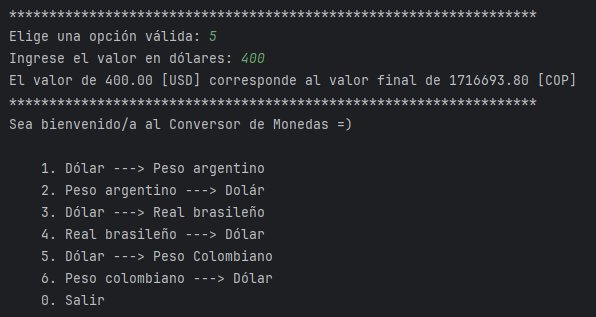 ******************************************************************
Elige una opción válida: 5
Ingrese el valor en dólares: 400
El valor de 400.00 [USD] corresponde al valor final de 1716693.80 [COP]
******************************************************************
Sea bienvenido/a al Conversor de Monedas =)
1. Dólar ---> Peso argentino
2. Peso argentino ---> Dolár
3. Dólar ---> Real brasileño
4. Real brasileño ---> Dólar
5. Dólar ---> Peso Colombiano
6. Peso colombiano ---> Dólar
0. Salir